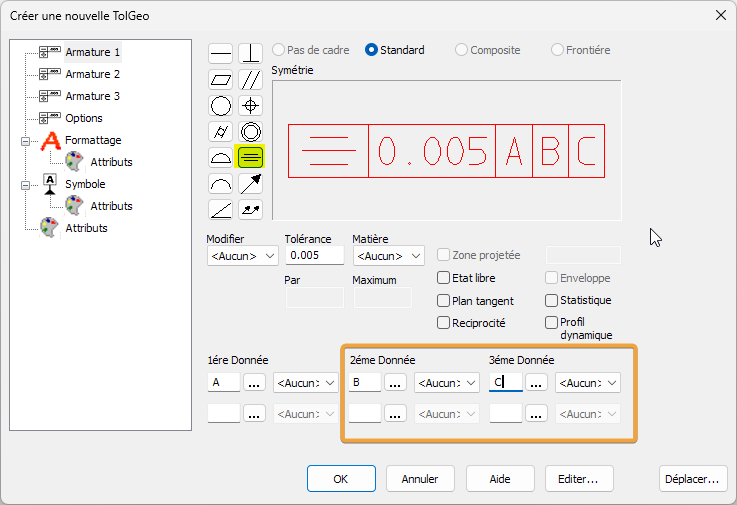 Créer une nouvelle TolGeo
Armature 1
Armature 2
Armature 3
Options
Formattage
Attributs
Symbole
Attributs
Attributs
Pas de cadre
Standard
Composite
Frontiére
Symétrie
0.005 A B C
Modifier
Tolérance
Matière
<Aucun>
0.005
<Aucun>
Par
Maximum
Zone projetée
Etat libre
Enveloppe
Plan tangent
Statistique
Reciprocité
Profil
dynamique
1ére Donnée
2éme Donnée
3éme Donnée
A ... <Aucun> B ... <Aucun> C ... <Aucun>
... <Aucun> ... <Aucun> ... <Aucun>
OK
Annuler
Aide
Editer...
Déplacer...